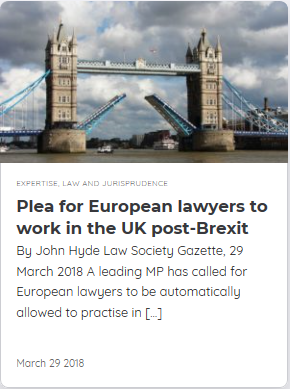 EXPERTISE, LAW AND JURISPRUDENCE
Plea for European lawyers to
work in the UK post-Brexit
By John Hyde Law Society Gazette, 29
March 2018 A leading MP has called for
European lawyers to be automatically
allowed to practise in [...]
March 29 2018